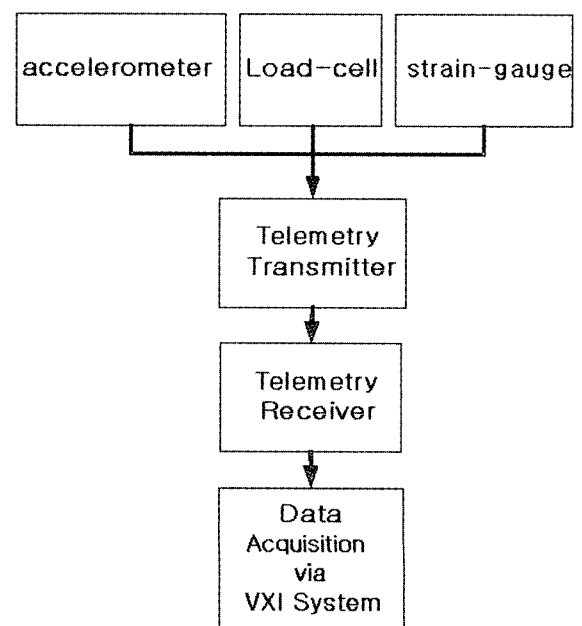 accelerometer
Load-cell
strain-gauge
Telemetry
Transmitter
Telemetry
Receiver
Data
Acquisition
via
VXI System